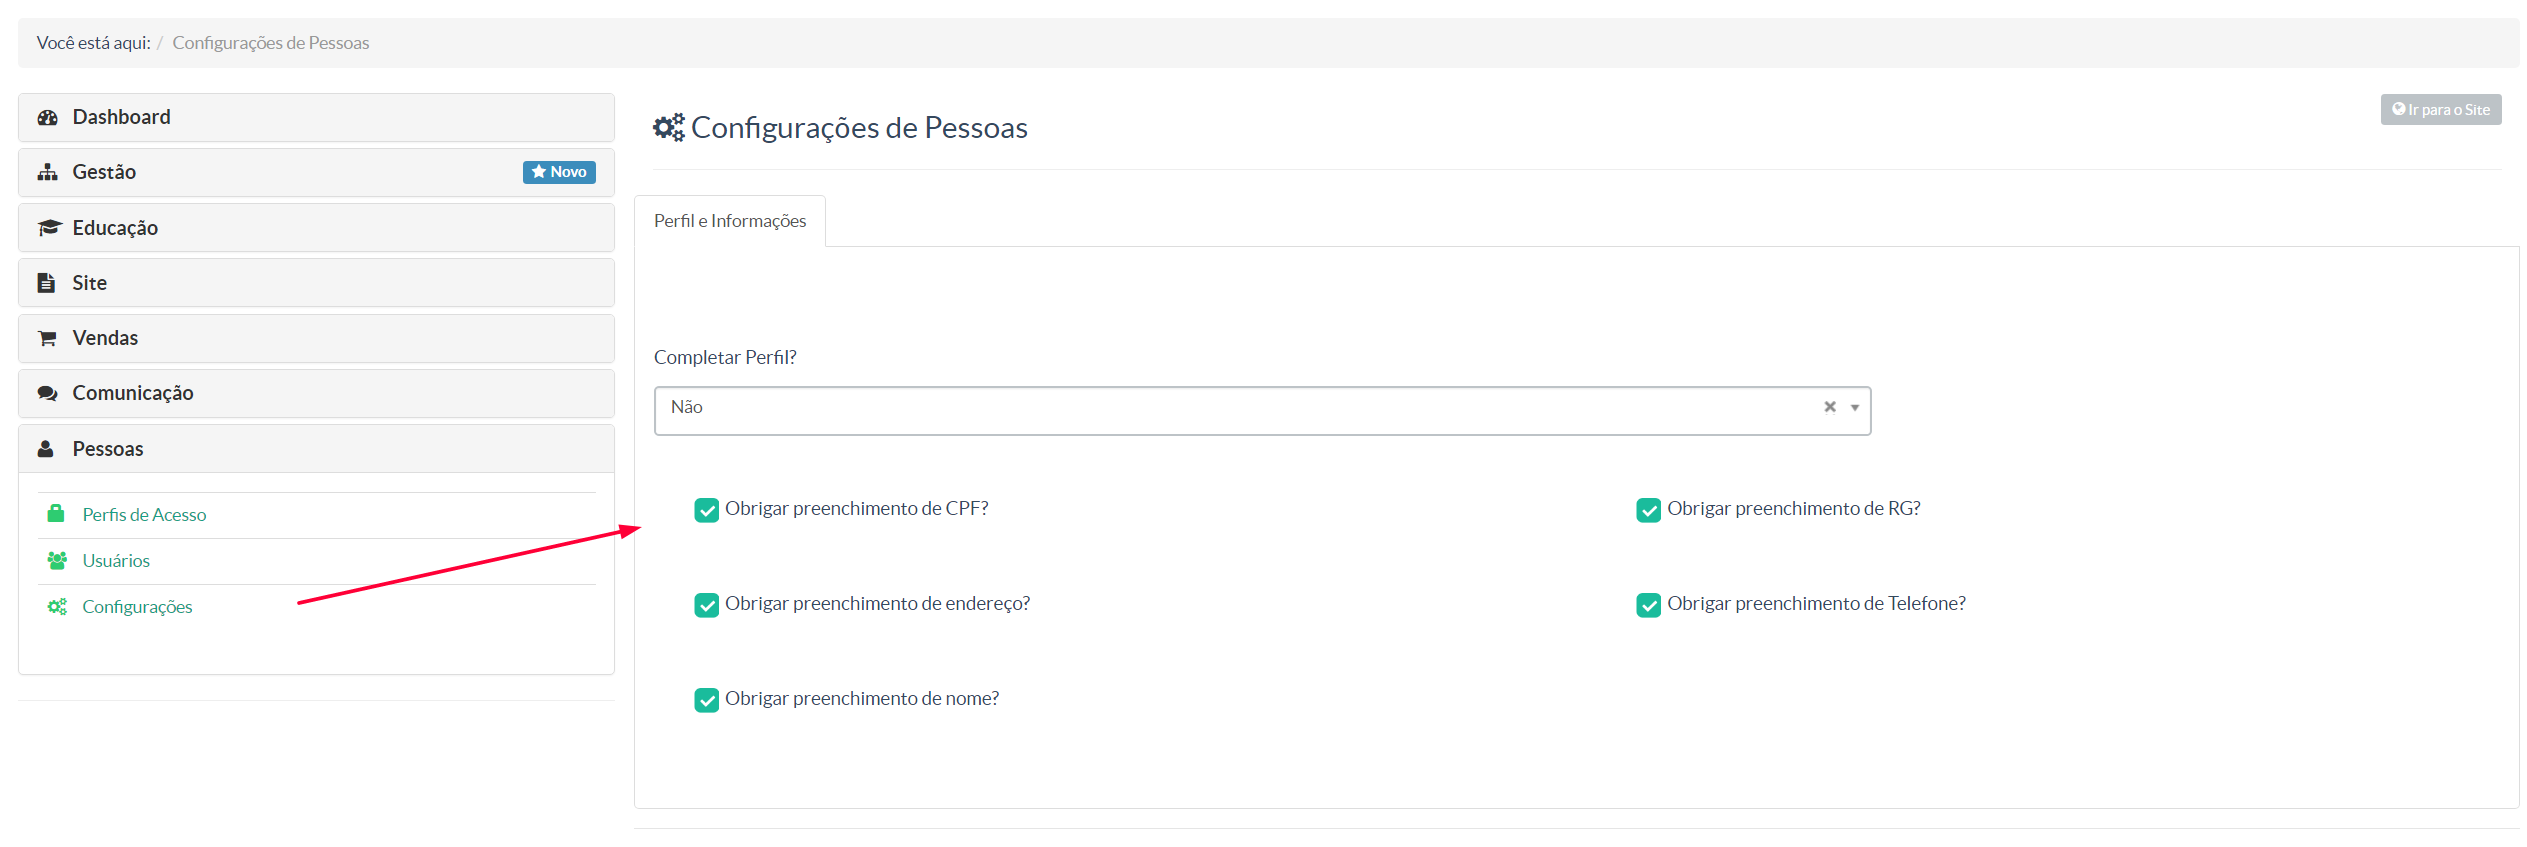 Você está aqui: / Configurações de Pessoas
Dashboard
Gestão
Novo
Educação
Site
Vendas
Comunicação
Pessoas
Perfis de Acesso
Usuários
Configurações
Configurações de Pessoas
Ir para o Site
Perfil e Informações
Completar Perfil?
Não
Obrigar preenchimento de CPF?
Obrigar preenchimento de RG?
Obrigar preenchimento de endereço?
Obrigar preenchimento de Telefone?
Obrigar preenchimento de nome?